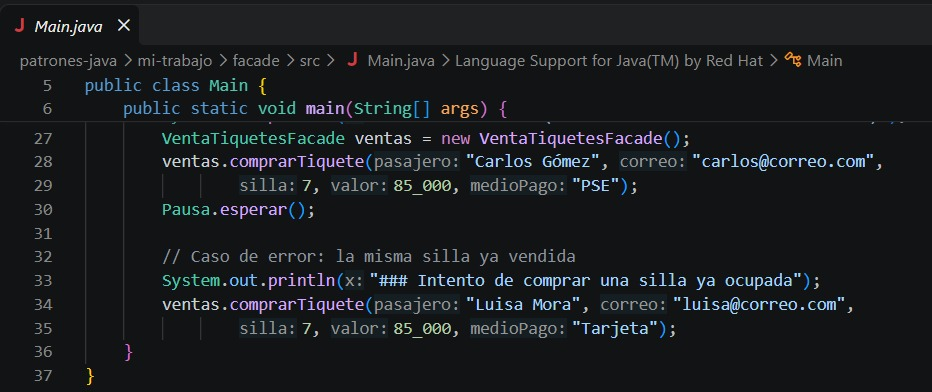 J Main.java ×
patrones-java > mi-trabajo > facade > src > J Main.java > Language Support for Java(TM) by Red Hat > Main
5 public class Main {
6 public static void main(String[] args) {
27 VentaTiquetesFacade ventas = new VentaTiquetesFacade();
28 ventas.comprarTiquete(pasajero: "Carlos Gómez", correo: "carlos@correo.com",
29 silla: 7, valor: 85_000, medioPago: "PSE");
30 Pausa.esperar();
31
32 // Caso de error: la misma silla ya vendida
33 System.out.println(x: "### Intento de comprar una silla ya ocupada");
34 ventas.comprarTiquete(pasajero: "Luisa Mora", correo: "luisa@correo.com",
35 silla: 7, valor: 85_000, medioPago: "Tarjeta");
36 }
37 }